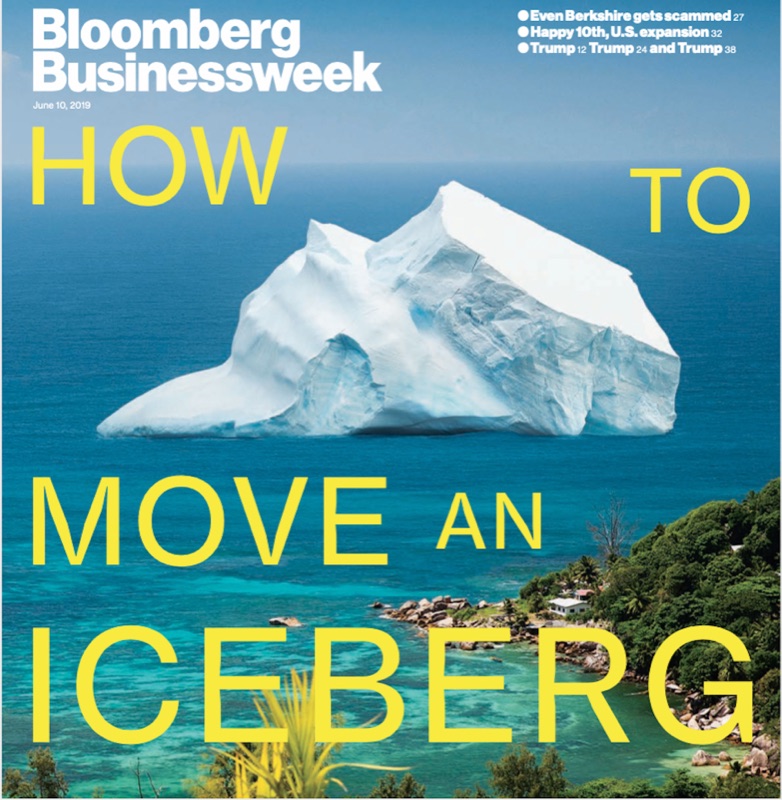 Bloomberg
Businessweek
June 10, 2019
●Even Berkshire gets scammed 27
●Happy 10th, U.S. expansion 32
●Trump 12 Trump 24 and Trump 38
HOW TO
MOVE AN
ICEBERG